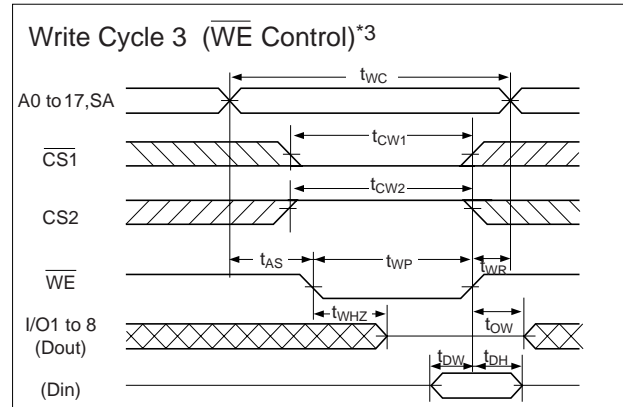 Write Cycle 3 (WE Control)*3
tWC
A0 to 17,SA
tCW1
CS1
tCW2
CS2
tAS
tWP
tWR
WE
tWHZ
tOW
I/O1 to 8
(Dout)
tDW
tDH
(Din)